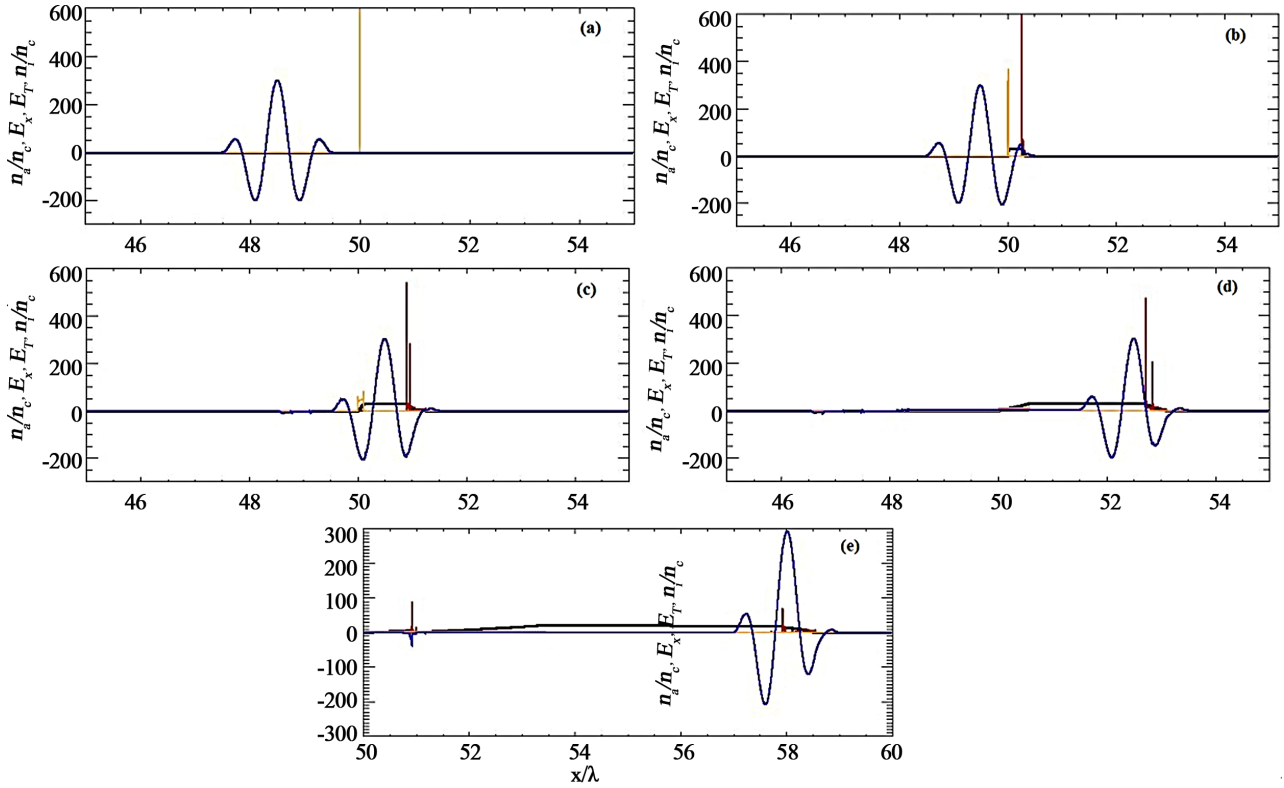 600
400
200
0
-200
46 48 50 52 54
n_a/n_c, E_x, E_T, n_i/n_c
(a)
600
400
200
0
-200
46 48 50 52 54
n_a/n_c, E_x, E_T, n_i/n_c
(b)
600
400
200
0
-200
46 48 50 52 54
n_a/n_c, E_x, E_T, n_i/n_c
(c)
600
400
200
0
-200
46 48 50 52 54
n_a/n_c, E_x, E_T, n_i/n_c
(d)
300
200
100
0
-100
-200
-300
50 52 54 56 58 60
n_a/n_c, E_x, E_T, n_i/n_c
(e)
x/λ